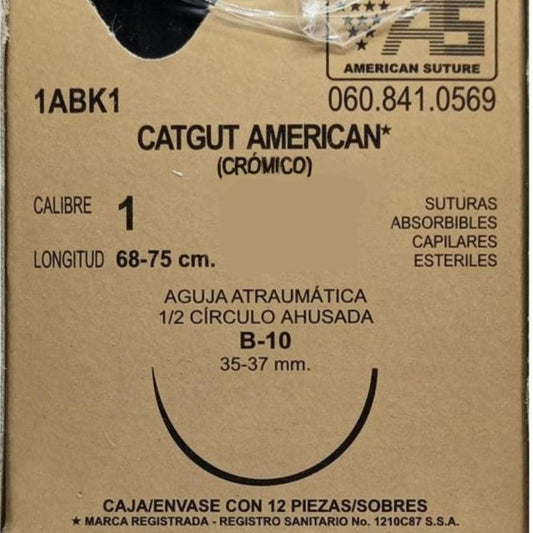 AS
AMERICAN SUTURE
1ABK1
060.841.0569
CATGUT AMERICAN*
(CRÓMICO)
CALIBRE 1
LONGITUD 68-75 cm.
SUTURAS
ABSORBIBLES
CAPILARES
ESTERILES
AGUJA ATRAUMÁTICA
1/2 CÍRCULO AHUSADA
B-10
35-37 mm.
CAJA/ENVASE CON 12 PIEZAS/SOBRES
* MARCA REGISTRADA - REGISTRO SANITARIO No. 1210C87 S.S.A.